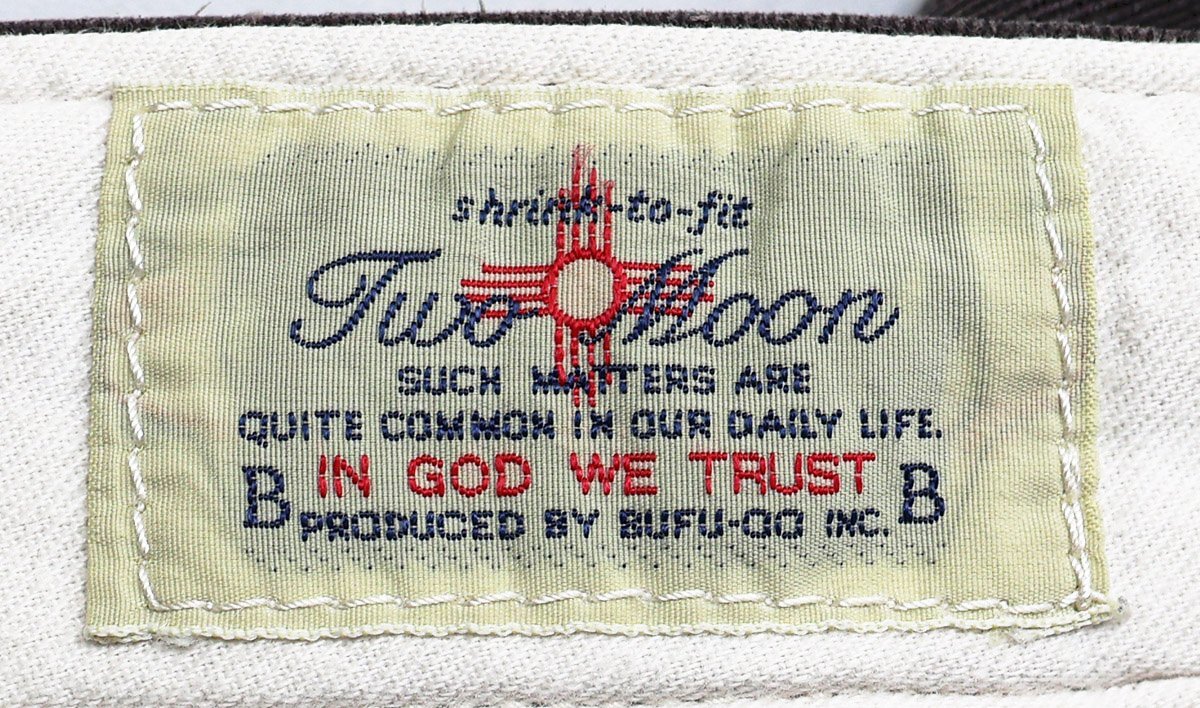 shrink-to-fit
Two Moon
SUCH MATTERS ARE
QUITE COMMON IN OUR DAILY LIFE.
B IN GOD WE TRUST B
PRODUCED BY BUFU-DO INC.